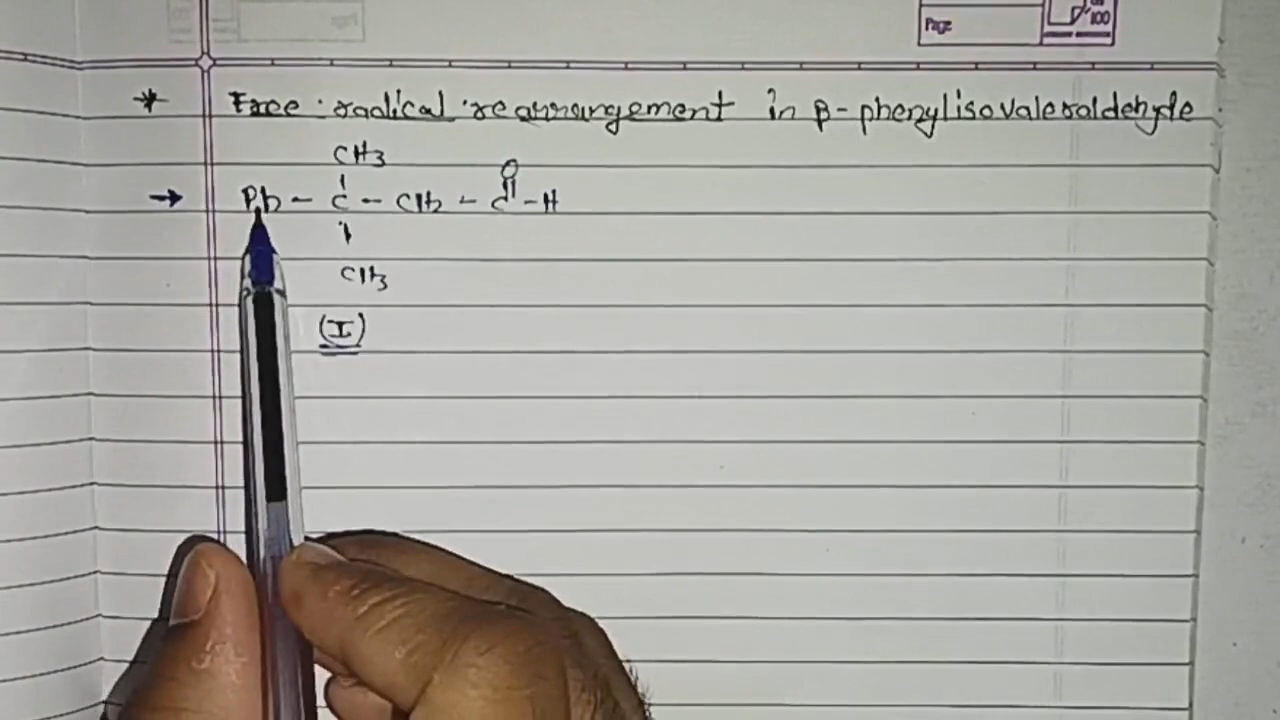 Page
100
* Free radical rearrangement in β-phenylisovaleraldehyde.
CH3
O
→ Ph - C - CH2 - C - H
CH3
(I)